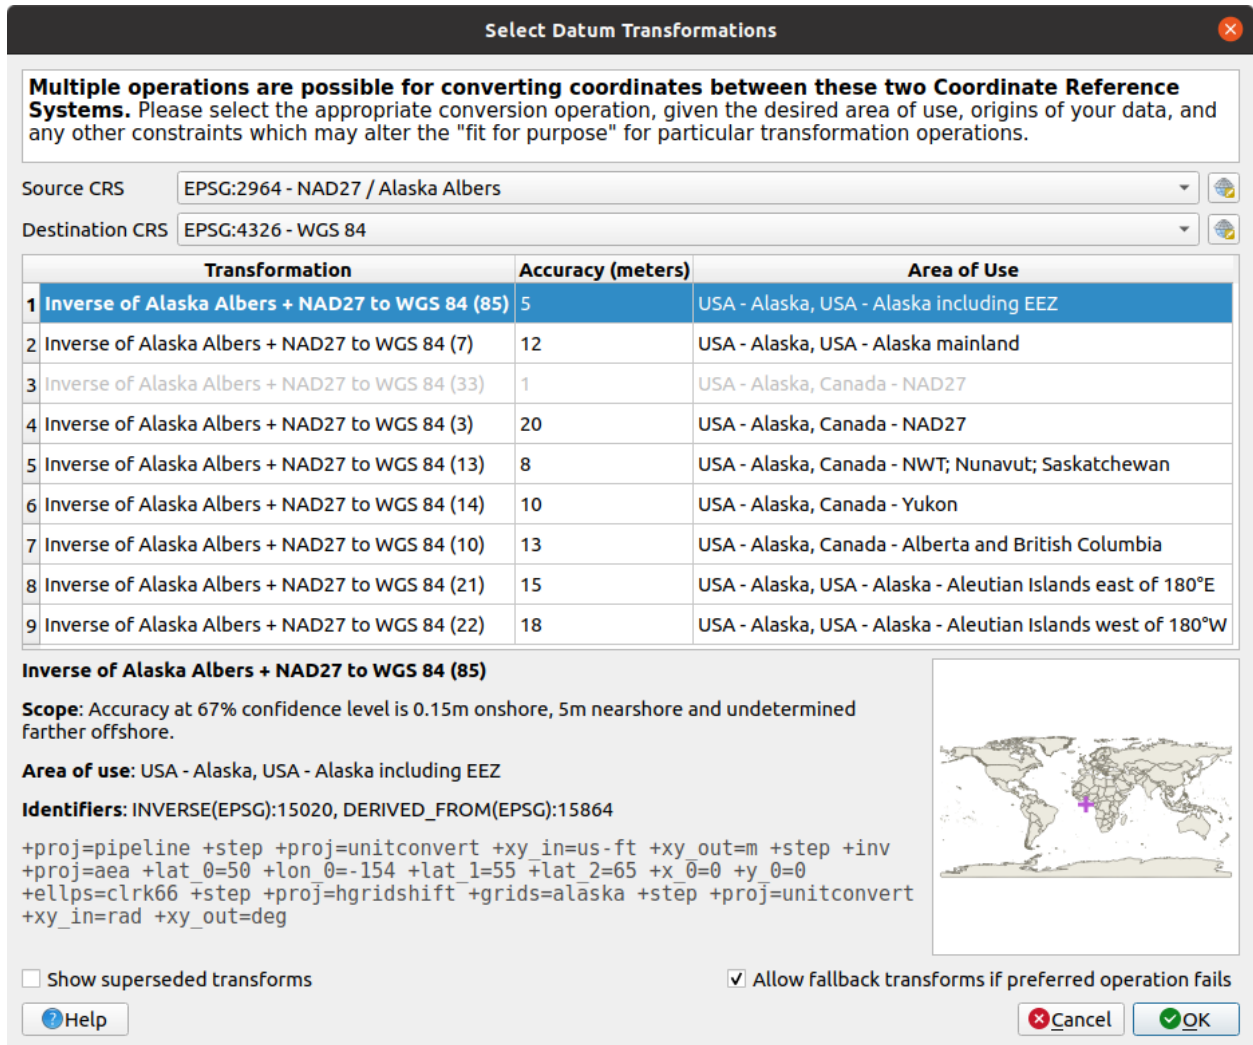 Select Datum Transformations
Multiple operations are possible for converting coordinates between these two Coordinate Reference
Systems. Please select the appropriate conversion operation, given the desired area of use, origins of your data, and
any other constraints which may alter the "fit for purpose" for particular transformation operations.
Source CRS EPSG:2964 - NAD27 / Alaska Albers
Destination CRS EPSG:4326 - WGS 84
Transformation Accuracy (meters) Area of Use
1 Inverse of Alaska Albers + NAD27 to WGS 84 (85) 5 USA - Alaska, USA - Alaska including EEZ
2 Inverse of Alaska Albers + NAD27 to WGS 84 (7) 12 USA - Alaska, USA - Alaska mainland
3 Inverse of Alaska Albers + NAD27 to WGS 84 (33) 1 USA - Alaska, Canada - NAD27
4 Inverse of Alaska Albers + NAD27 to WGS 84 (3) 20 USA - Alaska, Canada - NAD27
5 Inverse of Alaska Albers + NAD27 to WGS 84 (13) 8 USA - Alaska, Canada - NWT; Nunavut; Saskatchewan
6 Inverse of Alaska Albers + NAD27 to WGS 84 (14) 10 USA - Alaska, Canada - Yukon
7 Inverse of Alaska Albers + NAD27 to WGS 84 (10) 13 USA - Alaska, Canada - Alberta and British Columbia
8 Inverse of Alaska Albers + NAD27 to WGS 84 (21) 15 USA - Alaska, USA - Alaska - Aleutian Islands east of 180°E
9 Inverse of Alaska Albers + NAD27 to WGS 84 (22) 18 USA - Alaska, USA - Alaska - Aleutian Islands west of 180°W
Inverse of Alaska Albers + NAD27 to WGS 84 (85)
Scope: Accuracy at 67% confidence level is 0.15m onshore, 5m nearshore and undetermined
farther offshore.
Area of use: USA - Alaska, USA - Alaska including EEZ
Identifiers: INVERSE(EPSG):15020, DERIVED_FROM(EPSG):15864
+proj=pipeline +step +proj=unitconvert +xy_in=us-ft +xy_out=m +step +inv
+proj=aea +lat_0=50 +lon_0=-154 +lat_1=55 +lat_2=65 +x_0=0 +y_0=0
+ellps=clrk66 +step +proj=hgridshift +grids=alaska +step +proj=unitconvert
+xy_in=rad +xy_out=deg
Show superseded transforms
Allow fallback transforms if preferred operation fails
Help
Cancel
OK